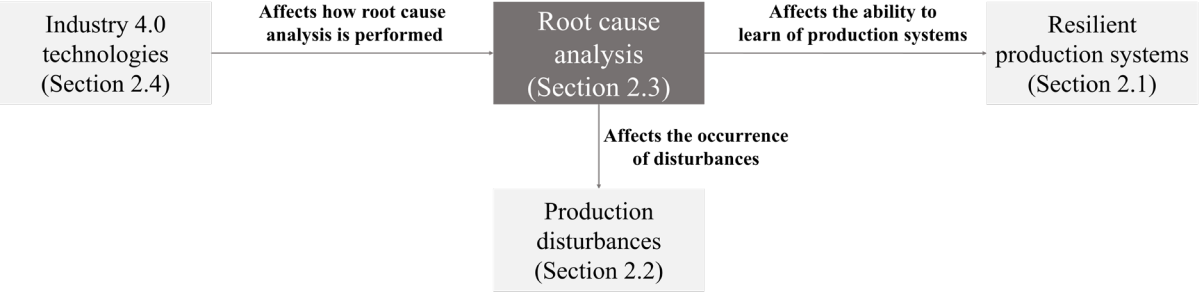 Industry 4.0
technologies
(Section 2.4)
Affects how root cause
analysis is performed
Root cause
analysis
(Section 2.3)
Affects the ability to
learn of production systems
Resilient
production systems
(Section 2.1)
Affects the occurrence
of disturbances
Production
disturbances
(Section 2.2)